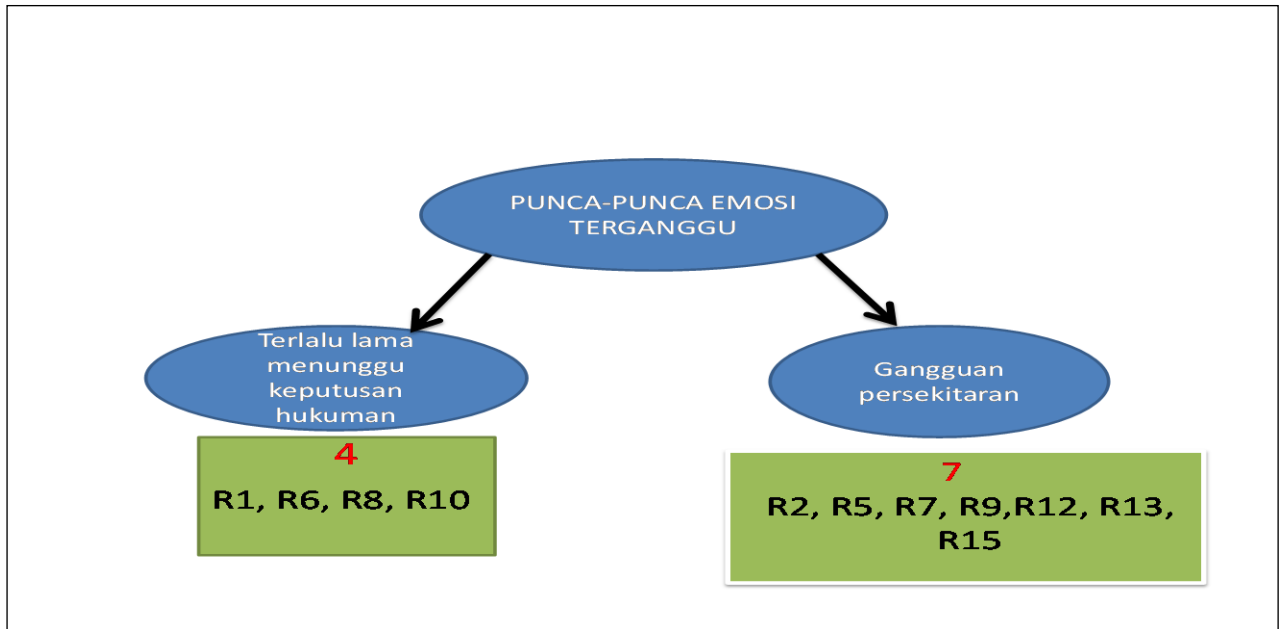 PUNCA-PUNCA EMOSI
TERGANGGU
Terlalu lama
menunggu
keputusan
hukuman
4
R1, R6, R8, R10
Gangguan
persekitaran
7
R2, R5, R7, R9,R12, R13,
R15